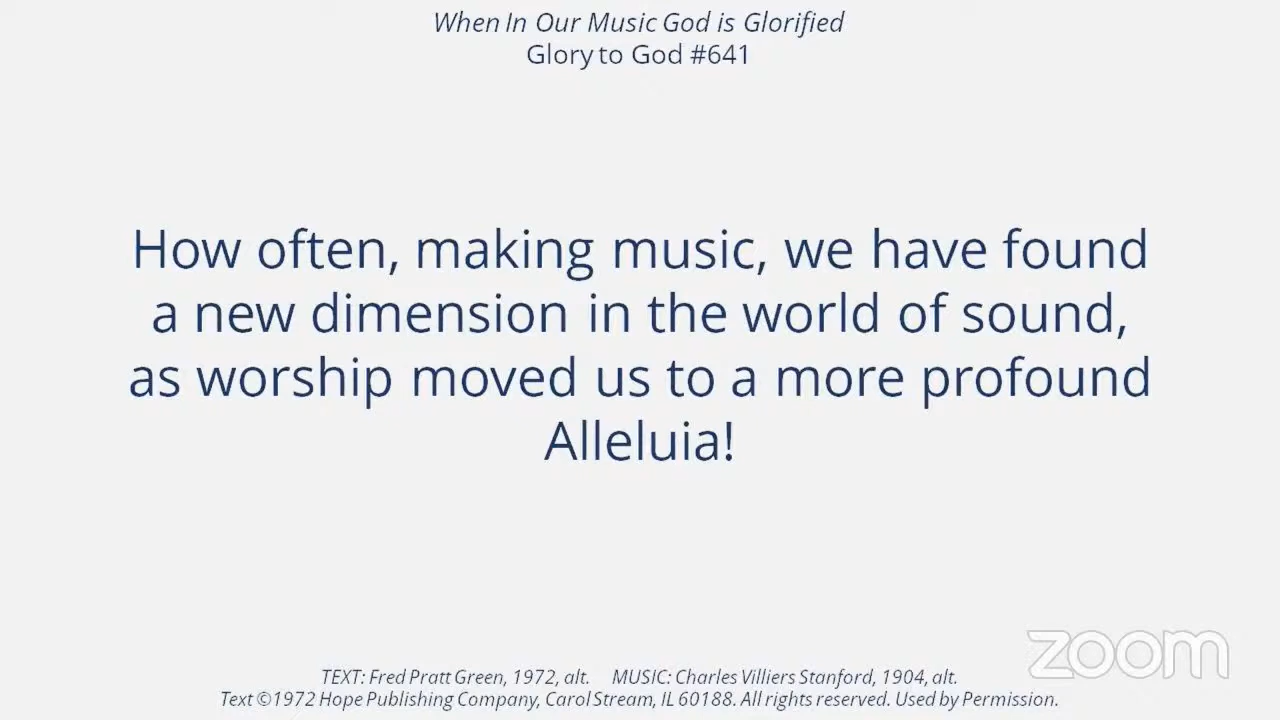 When In Our Music God is Glorified
Glory to God #641
How often, making music, we have found
a new dimension in the world of sound,
as worship moved us to a more profound
Alleluia!
zoom
TEXT: Fred Pratt Green, 1972, alt. MUSIC: Charles Villiers Stanford, 1904, alt.
Text ©1972 Hope Publishing Company, Carol Stream, IL 60188. All rights reserved. Used by Permission.